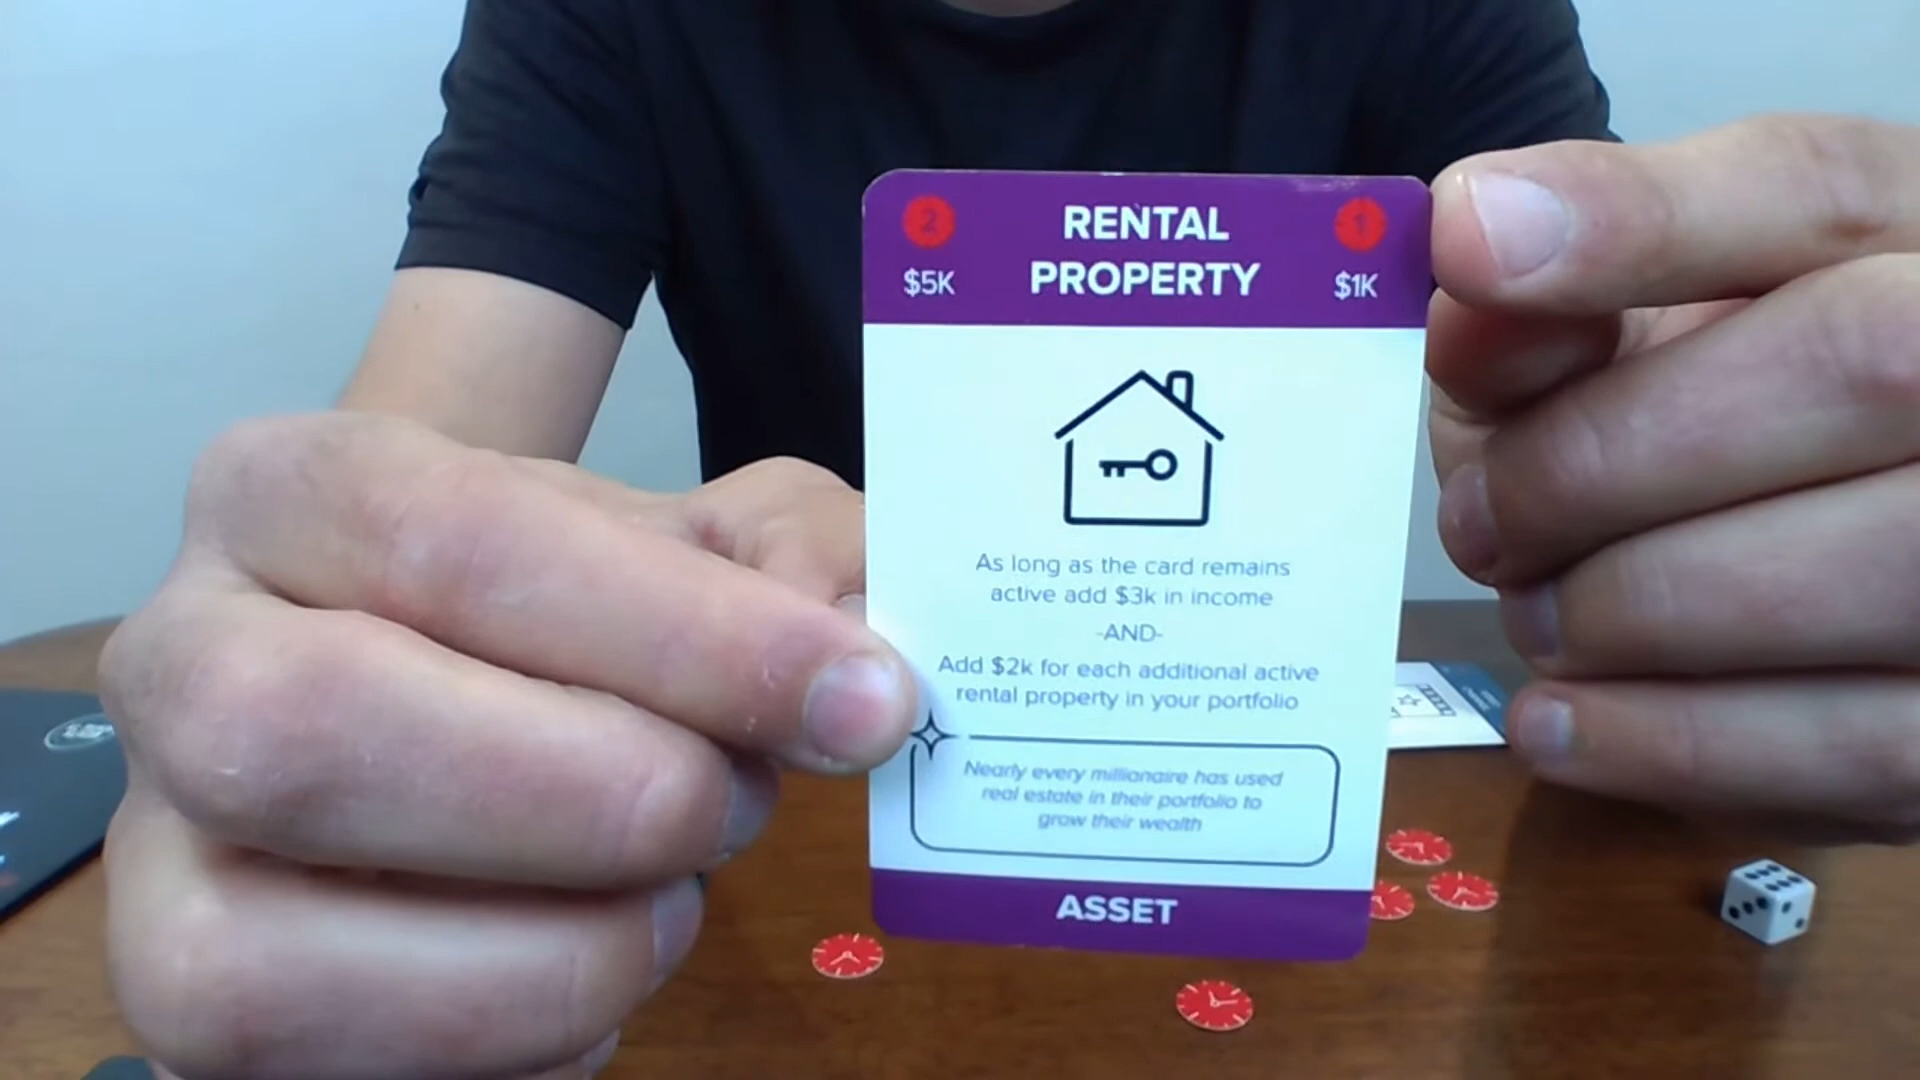 2
RENTAL
1
$5K
PROPERTY
$1K
As long as the card remains
active add $3k in income
-AND-
Add $2k for each additional active
rental property in your portfolio
Nearly every millionaire has used
real estate in their portfolio to
grow their wealth
ASSET